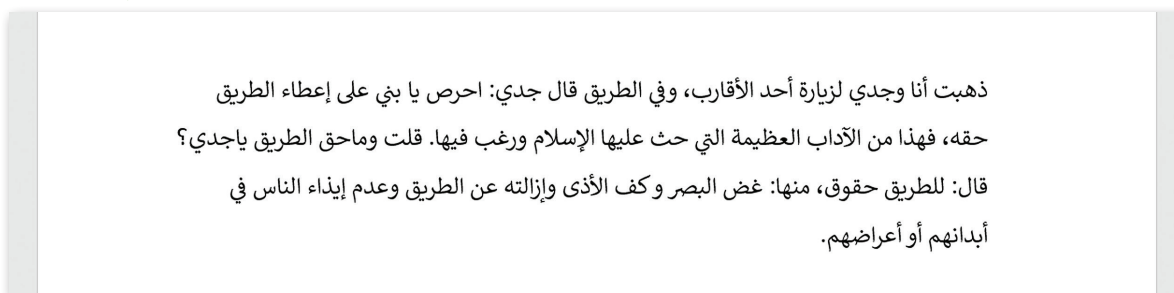 ذهبت أنا وجدي لزيارة أحد الأقارب، وفي الطريق قال جدي: احرص يا بني على إعطاء الطريق
حقه، فهذا من الآداب العظيمة التي حث عليها الإسلام ورغب فيها. قلت وماحق الطريق ياجدي؟
قال: للطريق حقوق، منها: غض البصر وكف الأذى وإزالته عن الطريق وعدم إيذاء الناس في
أبدانهم أو أعراضهم.